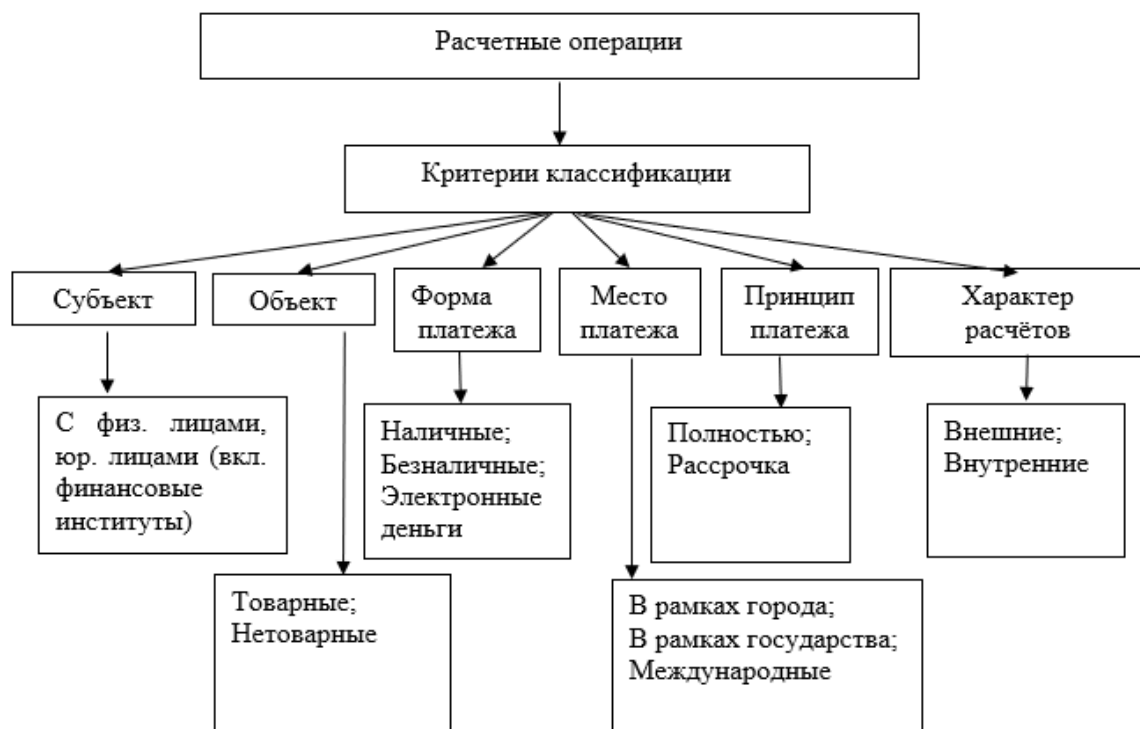 Расчетные операции
Критерии классификации
Субъект
Объект
Форма
платежа
Место
платежа
Принцип
платежа
Характер
расчётов
С физ. лицами,
юр. лицами (вкл.
финансовые
институты)
Наличные;
Безналичные;
Электронные
деньги
Полностью;
Рассрочка
Внешние;
Внутренние
Товарные;
Нетоварные
В рамках города;
В рамках государства;
Международные